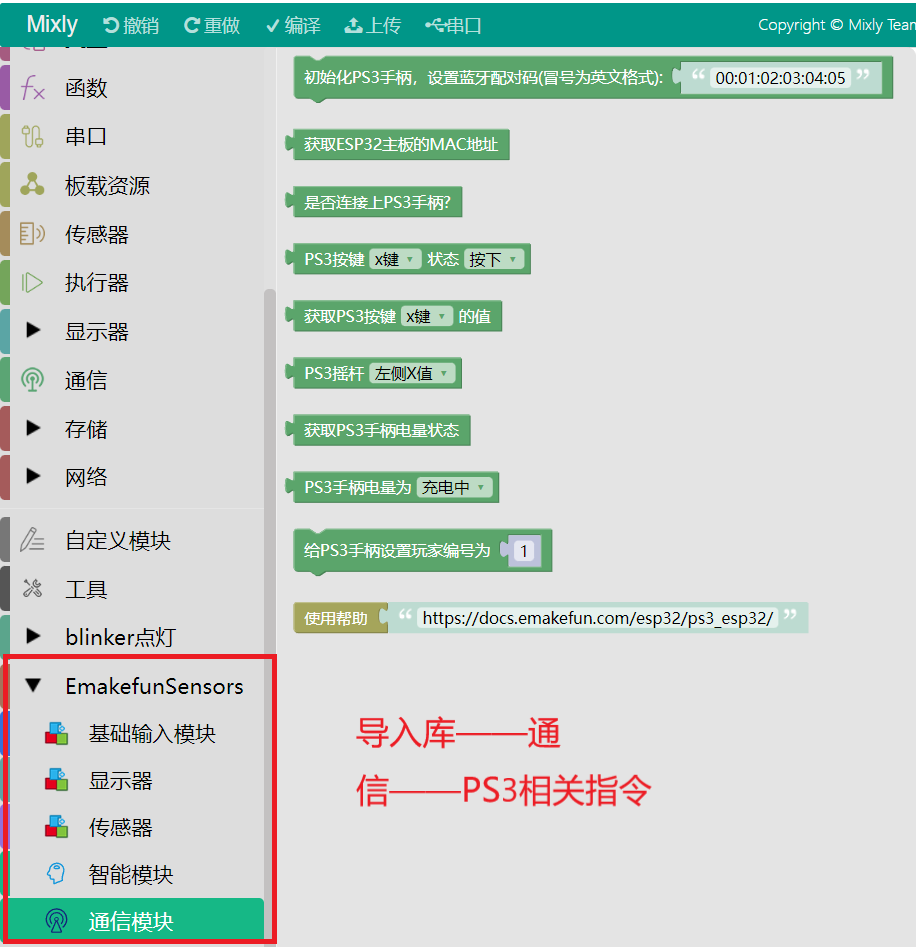 Mixly 撤销 重做 编译 上传 串口 Copyright © Mixly Tean
函数
串口
板载资源
传感器
执行器
显示器
通信
存储
网络
自定义模块
工具
blinker点灯
EmakefunSensors
基础输入模块
显示器
传感器
智能模块
通信模块
初始化PS3手柄，设置蓝牙配对码(冒号为英文格式): “ 00:01:02:03:04:05 ”
获取ESP32主板的MAC地址
是否连接上PS3手柄?
PS3按键 x键 状态 按下
获取PS3按键 x键 的值
PS3摇杆 左侧X值
获取PS3手柄电量状态
PS3手柄电量为 充电中
给PS3手柄设置玩家编号为 1
使用帮助 “ https://docs.emakefun.com/esp32/ps3_esp32/ ”
导入库——通
信——PS3相关指令